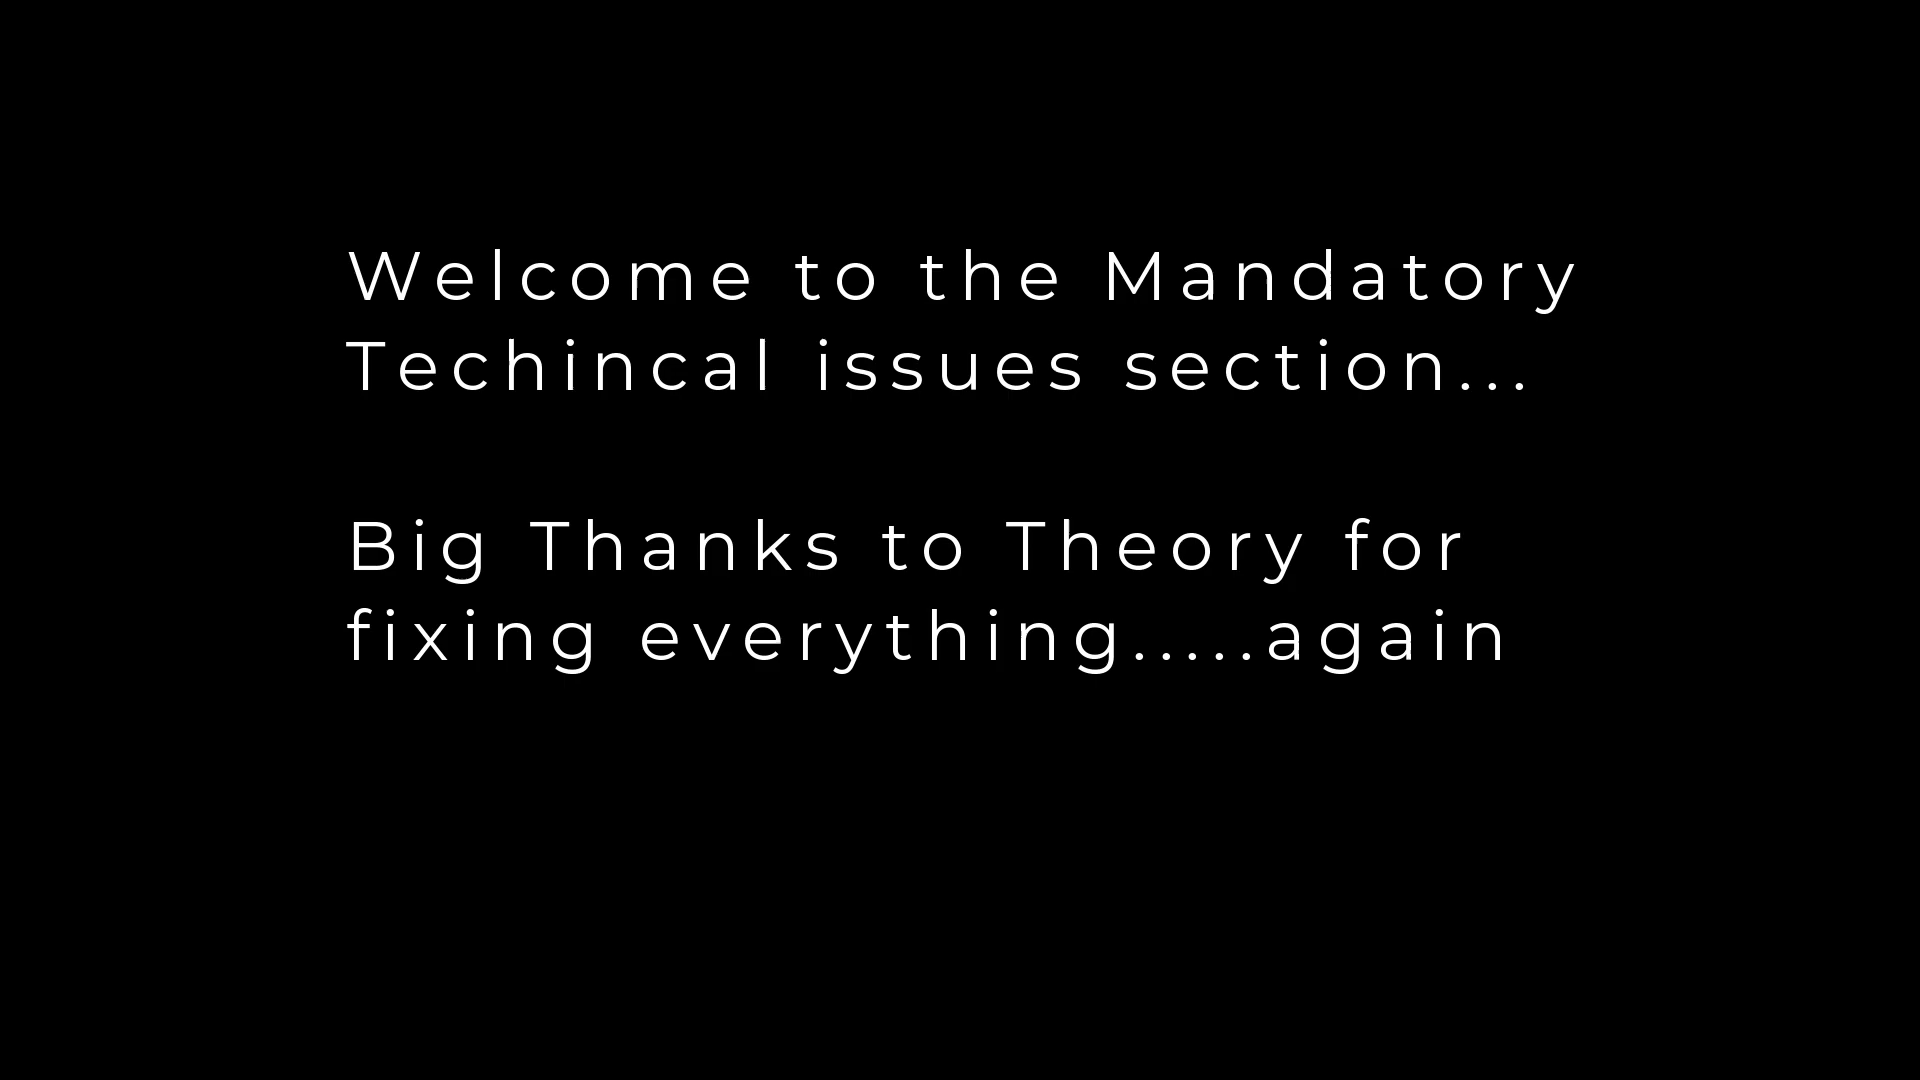 Welcome to the Mandatory
Techincal issues section...
Big Thanks to Theory for
fixing everything.....again